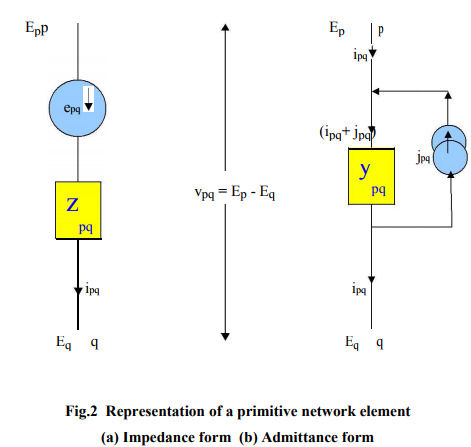 Epp
epq
Z
pq
ipq
Eq q
vpq = Ep - Eq
Ep p
ipq
(ipq+ jpq)
jpq
y
pq
ipq
Eq q
Fig.2 Representation of a primitive network element
(a) Impedance form (b) Admittance form